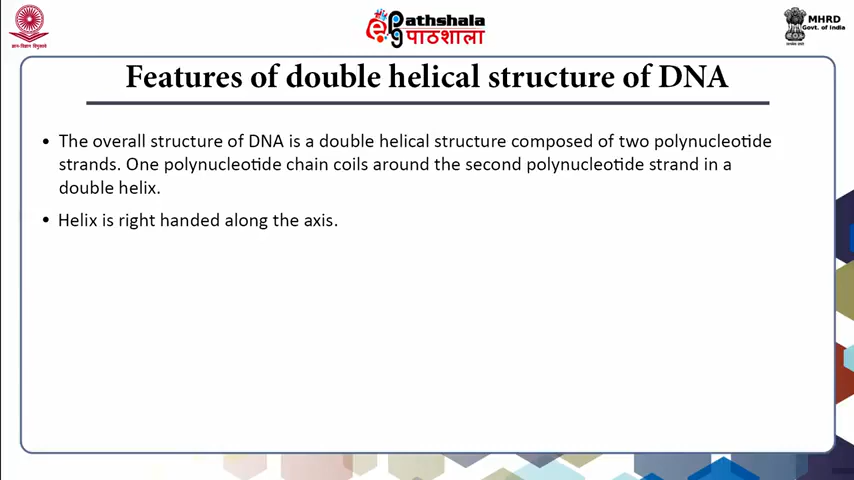 Pathshala
पाठशाला
MHRD
Govt. of India
Features of double helical structure of DNA
• The overall structure of DNA is a double helical structure composed of two polynucleotide
strands. One polynucleotide chain coils around the second polynucleotide strand in a
double helix.
• Helix is right handed along the axis.